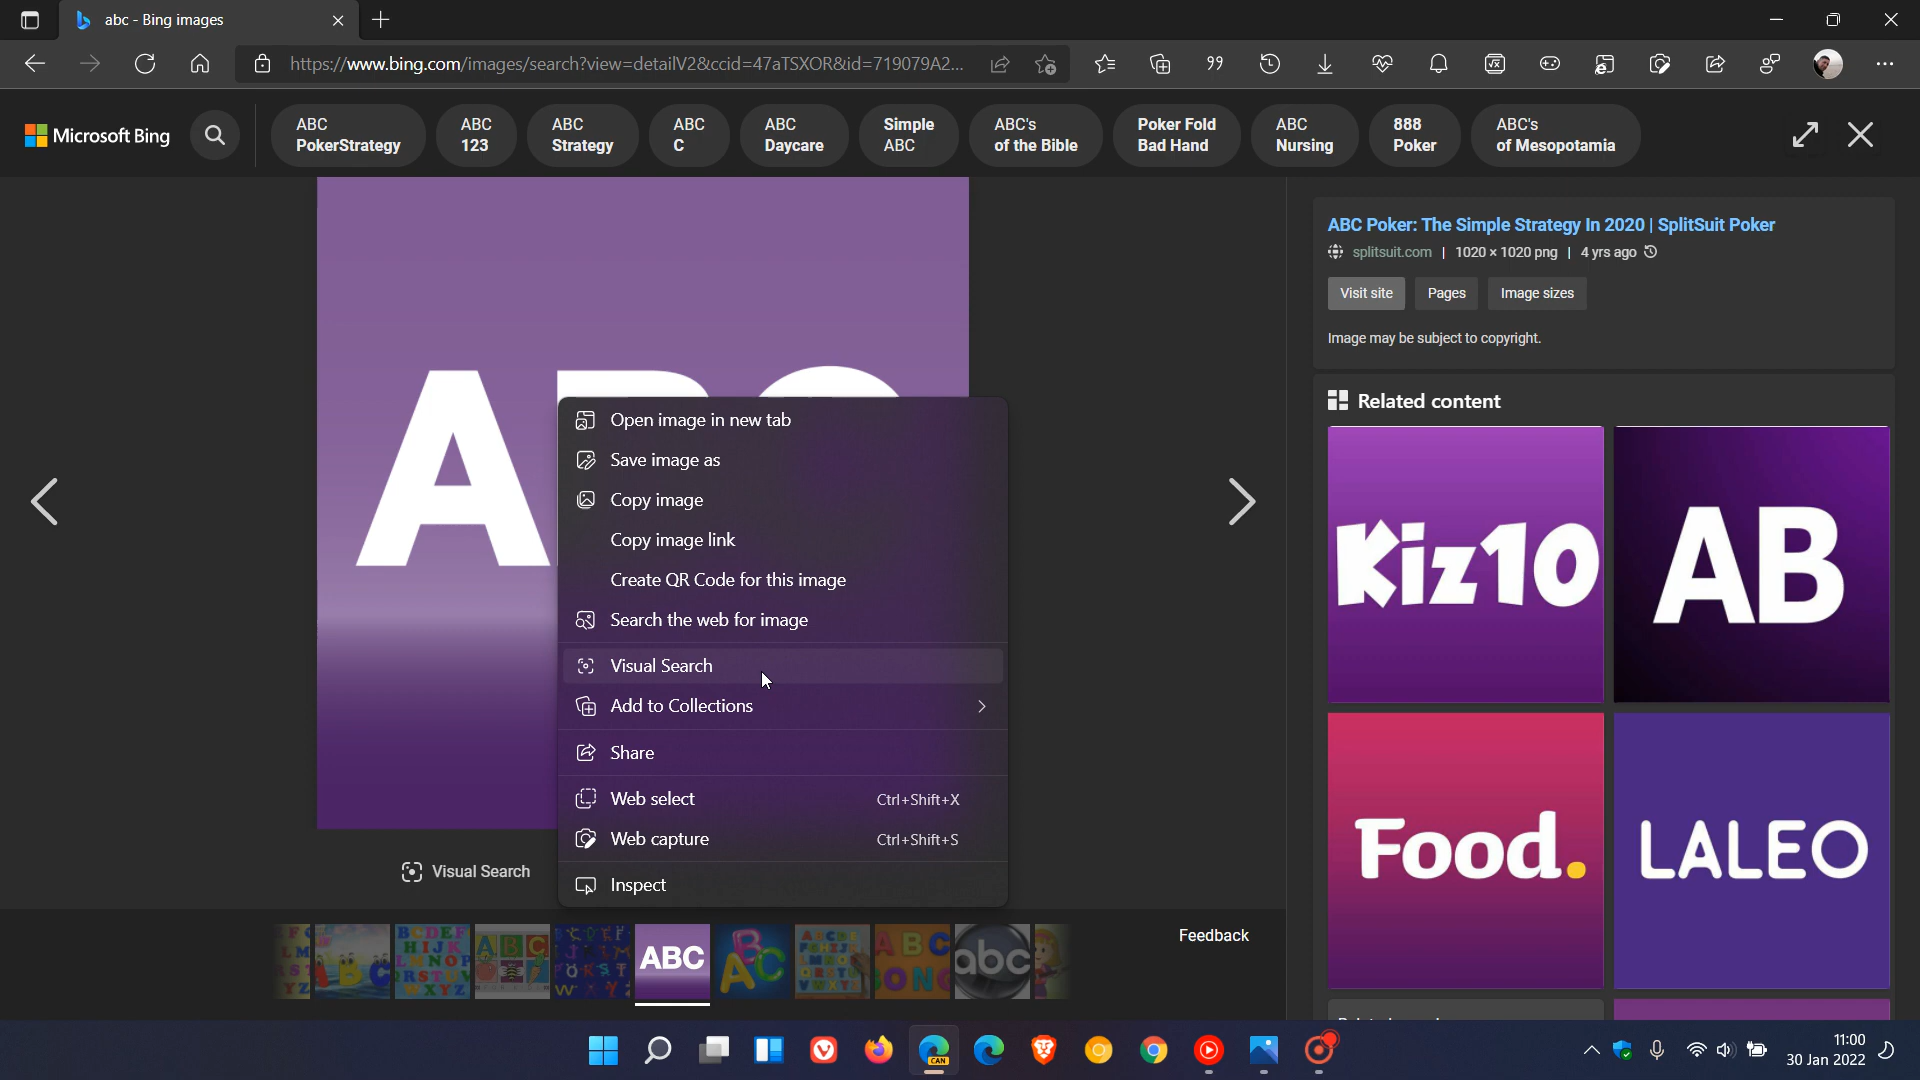 abc - Bing images
https://www.bing.com/images/search?view=detailV2&ccid=47aTSXOR&id=719079A2...
Microsoft Bing
ABC
PokerStrategy
ABC
123
ABC
Strategy
ABC
C
ABC
Daycare
Simple
ABC
ABC's
of the Bible
Poker Fold
Bad Hand
ABC
Nursing
888
Poker
ABC's
of Mesopotamia
Open image in new tab
Save image as
Copy image
Copy image link
Create QR Code for this image
Search the web for image
Visual Search
Add to Collections
Share
Web select Ctrl+Shift+X
Web capture Ctrl+Shift+S
Inspect
Visual Search
Feedback
ABC
abc
ABC Poker: The Simple Strategy In 2020 | SplitSuit Poker
splitsuit.com | 1020 × 1020 png | 4 yrs ago
Visit site
Pages
Image sizes
Image may be subject to copyright.
Related content
Kiz10
AB
Food.
LALEO
CAN
11:00
30 Jan 2022